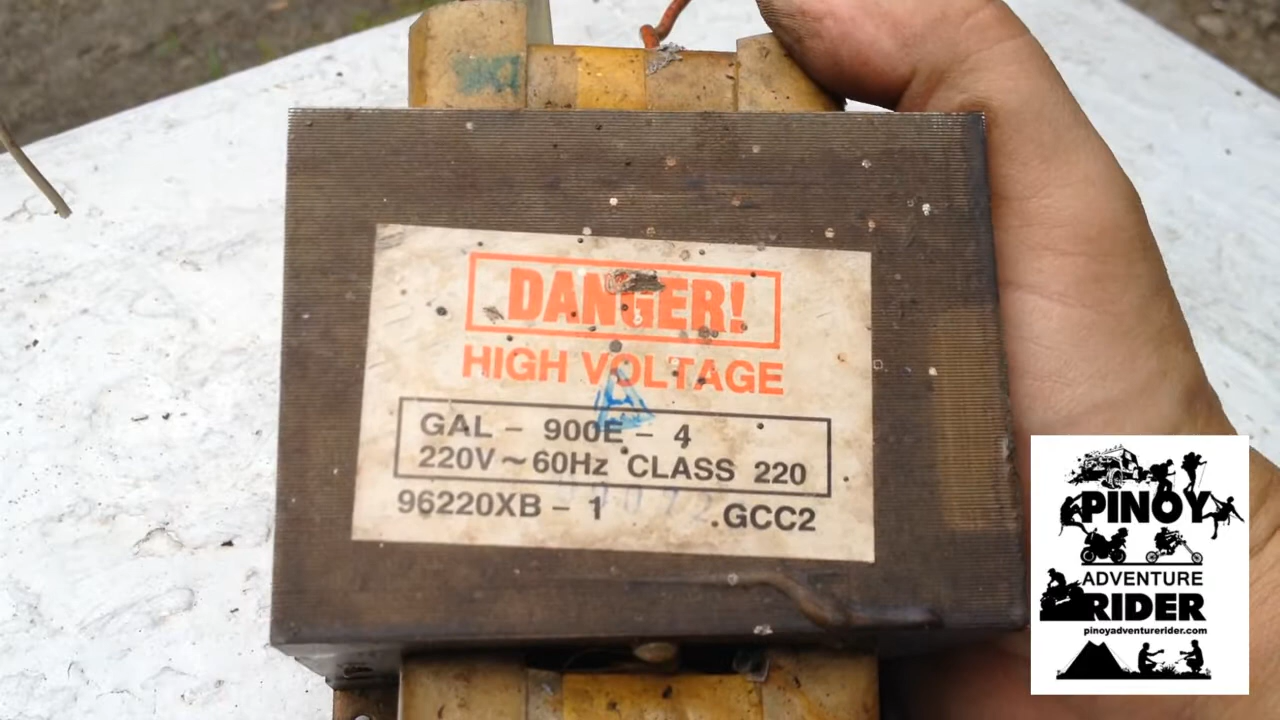 DANGER!
HIGH VOLTAGE
GAL - 900E - 4
220V ~ 60Hz CLASS 220
96220XB - 1 .GCC2
PINOY
ADVENTURE
RIDER
pinoyadventurerider.com